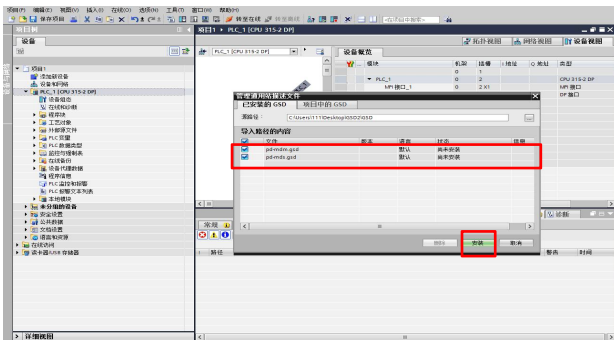 项目(P) 编辑(E) 视图(V) 插入(I) 在线(O) 选项(N) 工具(T) 窗口(W) 帮助(H)
保存项目 转至在线 转至离线 <在项目中搜索>
项目树
项目1 PLC_1 [CPU 315-2 DP]
设备
拓扑视图 网络视图 设备视图
PLC_1 [CPU 315-2 DP]
设备概览
模块 机架 插槽 I 地址 Q 地址 类型
0 1
PLC_1 0 2 CPU 315-2 DP
MPI 接口_1 0 2 X1 MPI 接口
DP 接口
项目1
添加新设备
设备和网络
PLC_1 [CPU 315-2 DP]
设备组态
在线和诊断
程序块
工艺对象
外部源文件
PLC 变量
PLC 数据类型
监控与强制表
在线备份
设备代理数据
程序信息
PLC 监控和报警
PLC 报警文本列表
本地模块
未分组的设备
安全设置
公共数据
文档设置
语言和资源
在线访问
读卡器/USB 存储器
详细视图
管理通用站描述文件
已安装的 GSD 项目中的 GSD
源路径: C:\Users\111\Desktop\GSD2\GSD
导入路径的内容
文件 版本 语言 状态 信息
pd-mdm.gsd 默认 尚未安装
pd-mds.gsd 默认 尚未安装
删除 安装 取消
常规
诊断
路径
时间